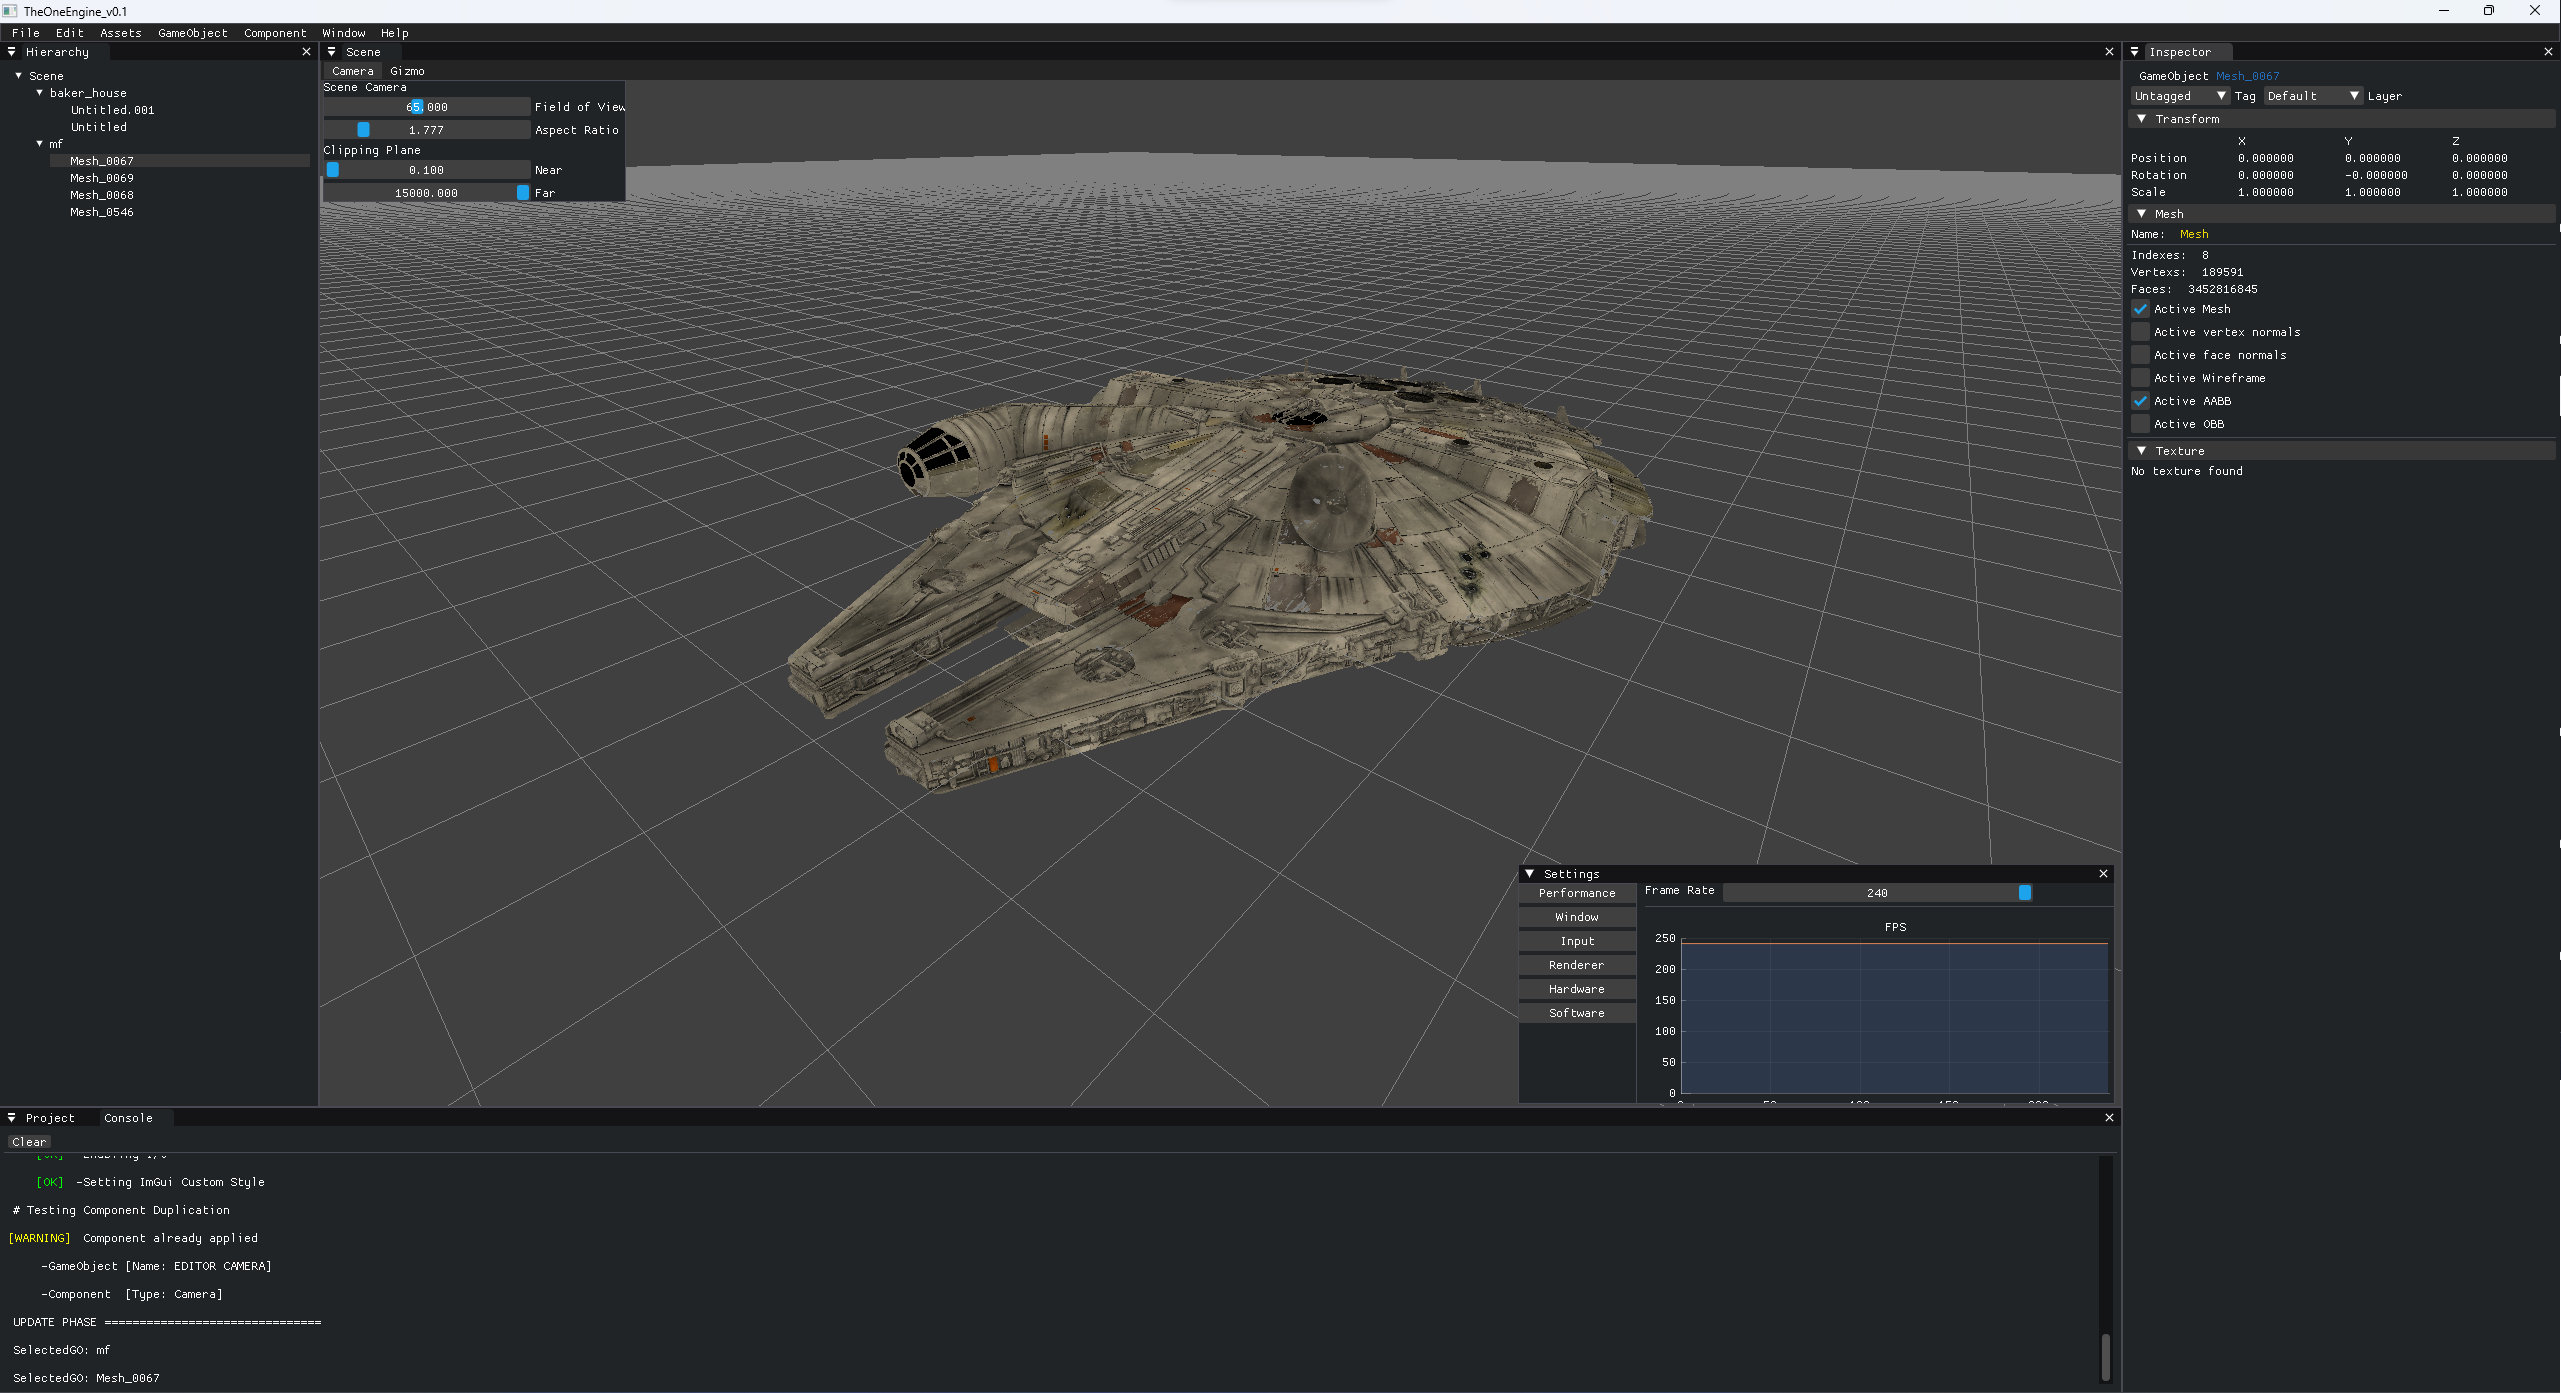 TheOneEngine_v0.1
File Edit Assets GameObject Component Window Help
Hierarchy
Scene
baker_house
Untitled.001
Untitled
mf
Mesh_0067
Mesh_0069
Mesh_0068
Mesh_0546
Scene
Camera Gizmo
Scene Camera
65.000 Field of View
1.777 Aspect Ratio
Clipping Plane
0.100 Near
15000.000 Far
Inspector
GameObject Mesh_0067
Untagged Tag Default Layer
Transform
X Y Z
Position 0.000000 0.000000 0.000000
Rotation 0.000000 -0.000000 0.000000
Scale 1.000000 1.000000 1.000000
Mesh
Name: Mesh
Indexes: 8
Vertexs: 189591
Faces: 3452816845
Active Mesh
Active vertex normals
Active face normals
Active Wireframe
Active AABB
Active OBB
Texture
No texture found
Settings
Performance
Window
Input
Renderer
Hardware
Software
Frame Rate 240
FPS
250
200
150
100
50
0
Project Console
Clear
[OK] -Setting ImGui Custom Style
# Testing Component Duplication
[WARNING] Component already applied
-GameObject [Name: EDITOR CAMERA]
-Component [Type: Camera]
UPDATE PHASE ===============================
SelectedGO: mf
SelectedGO: Mesh_0067